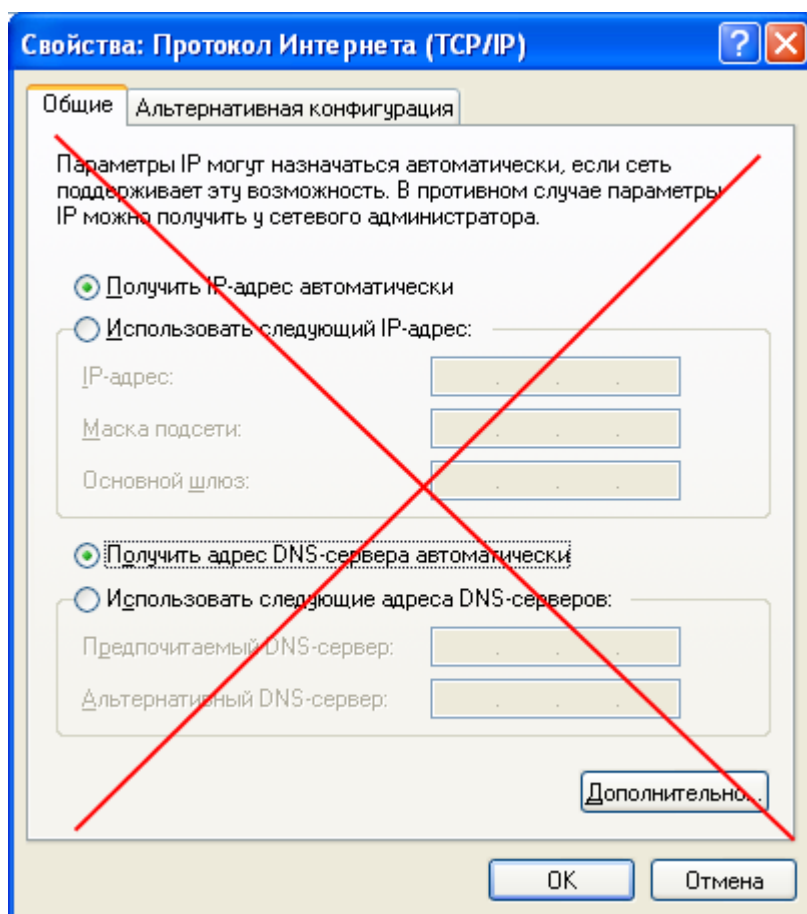 Свойства: Протокол Интернета (TCP/IP)
Общие
Альтернативная конфигурация
Параметры IP могут назначаться автоматически, если сеть
поддерживает эту возможность. В противном случае параметры
IP можно получить у сетевого администратора.
Получить IP-адрес автоматически
Использовать следующий IP-адрес:
IP-адрес:
Маска подсети:
Основной шлюз:
Получить адрес DNS-сервера автоматически
Использовать следующие адреса DNS-серверов:
Предпочитаемый DNS-сервер:
Альтернативный DNS-сервер:
Дополнительно...
OK
Отмена